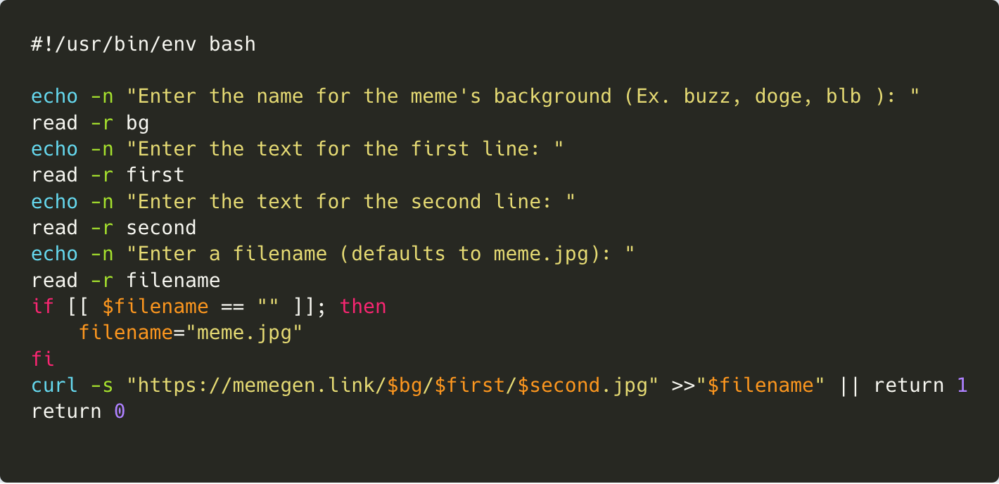 #!/usr/bin/env bash

echo -n "Enter the name for the meme's background (Ex. buzz, doge, blb ): "
read -r bg
echo -n "Enter the text for the first line: "
read -r first
echo -n "Enter the text for the second line: "
read -r second
echo -n "Enter a filename (defaults to meme.jpg): "
read -r filename
if [[ $filename == "" ]]; then
    filename="meme.jpg"
fi
curl -s "https://memegen.link/$bg/$first/$second.jpg" >>"$filename" || return 1
return 0